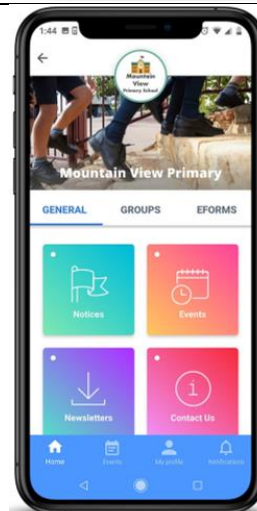 1:44
Mountain
View
Primary School
Mountain View Primary
GENERAL GROUPS EFORMS
Notices Events
Newsletters Contact Us
Home Events My profile Notifications